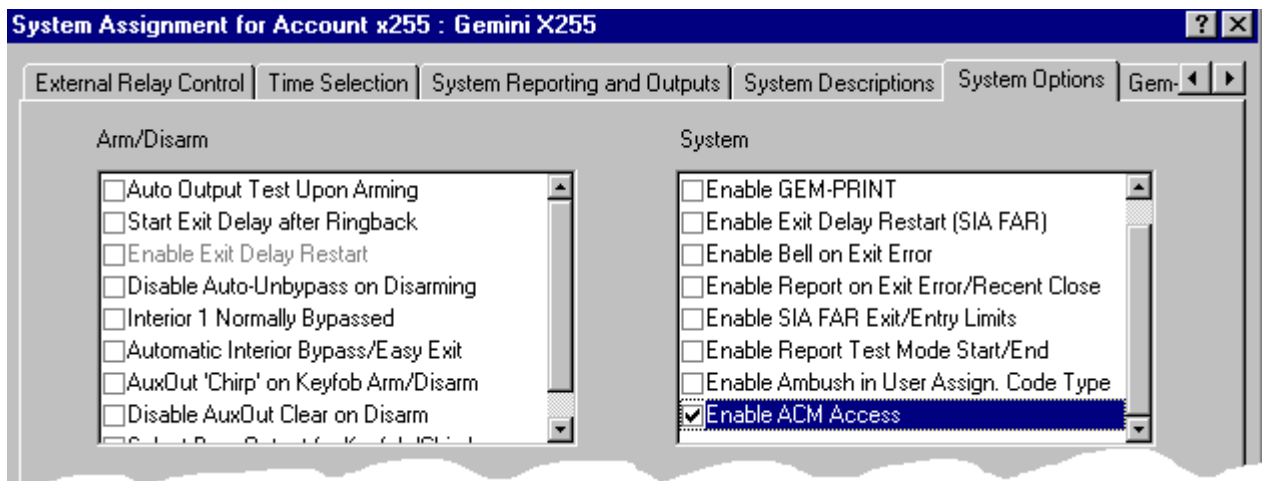 System Assignment for Account x255 : Gemini X255
External Relay Control Time Selection System Reporting and Outputs System Descriptions System Options Gem-
Arm/Disarm
Auto Output Test Upon Arming
Start Exit Delay after Ringback
Enable Exit Delay Restart
Disable Auto-Unbypass on Disarming
Interior 1 Normally Bypassed
Automatic Interior Bypass/Easy Exit
AuxOut 'Chirp' on Keyfob Arm/Disarm
Disable AuxOut Clear on Disarm
System
Enable GEM-PRINT
Enable Exit Delay Restart (SIA FAR)
Enable Bell on Exit Error
Enable Report on Exit Error/Recent Close
Enable SIA FAR Exit/Entry Limits
Enable Report Test Mode Start/End
Enable Ambush in User Assign. Code Type
Enable ACM Access